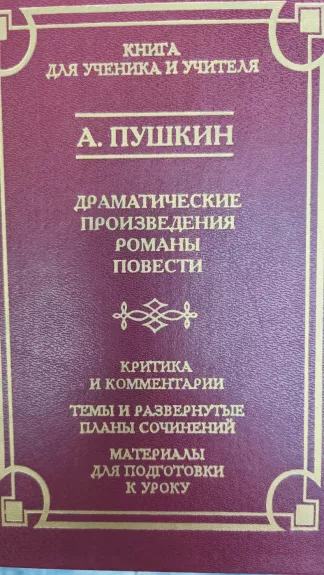 КНИГА
ДЛЯ УЧЕНИКА И УЧИТЕЛЯ
А. ПУШКИН
ДРАМАТИЧЕСКИЕ
ПРОИЗВЕДЕНИЯ
РОМАНЫ
ПОВЕСТИ
КРИТИКА
И КОММЕНТАРИИ
ТЕМЫ И РАЗВЕРНУТЫЕ
ПЛАНЫ СОЧИНЕНИЙ
МАТЕРИАЛЫ
ДЛЯ ПОДГОТОВКИ
К УРОКУ